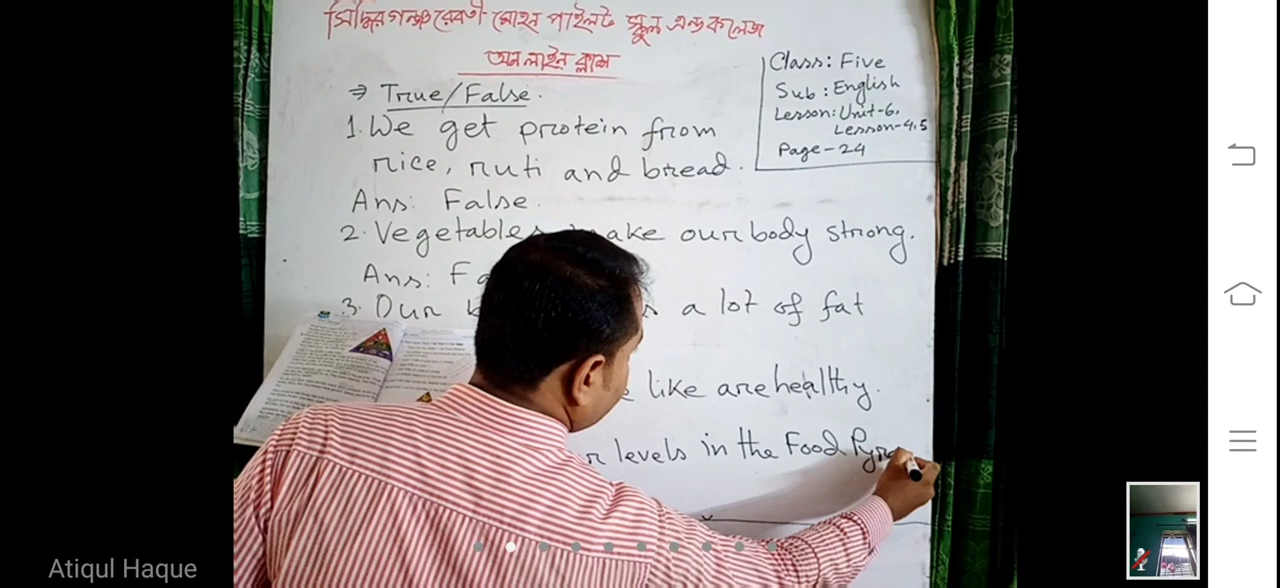 সিদ্ধিরগঞ্জ রেবতী মোহন পাইলট স্কুল এন্ড কলেজ
অনলাইন ক্লাশ
Class: Five
Sub: English
Lesson: Unit-6,
Lesson-4,5
Page-24
⇒ True/False.
1. We get protein from
rice, ruti and bread.
Ans: False.
2. Vegetables make our body strong.
Ans:
3. Our a lot of fat
like are healthy.
levels in the Food
Atiqul Haque